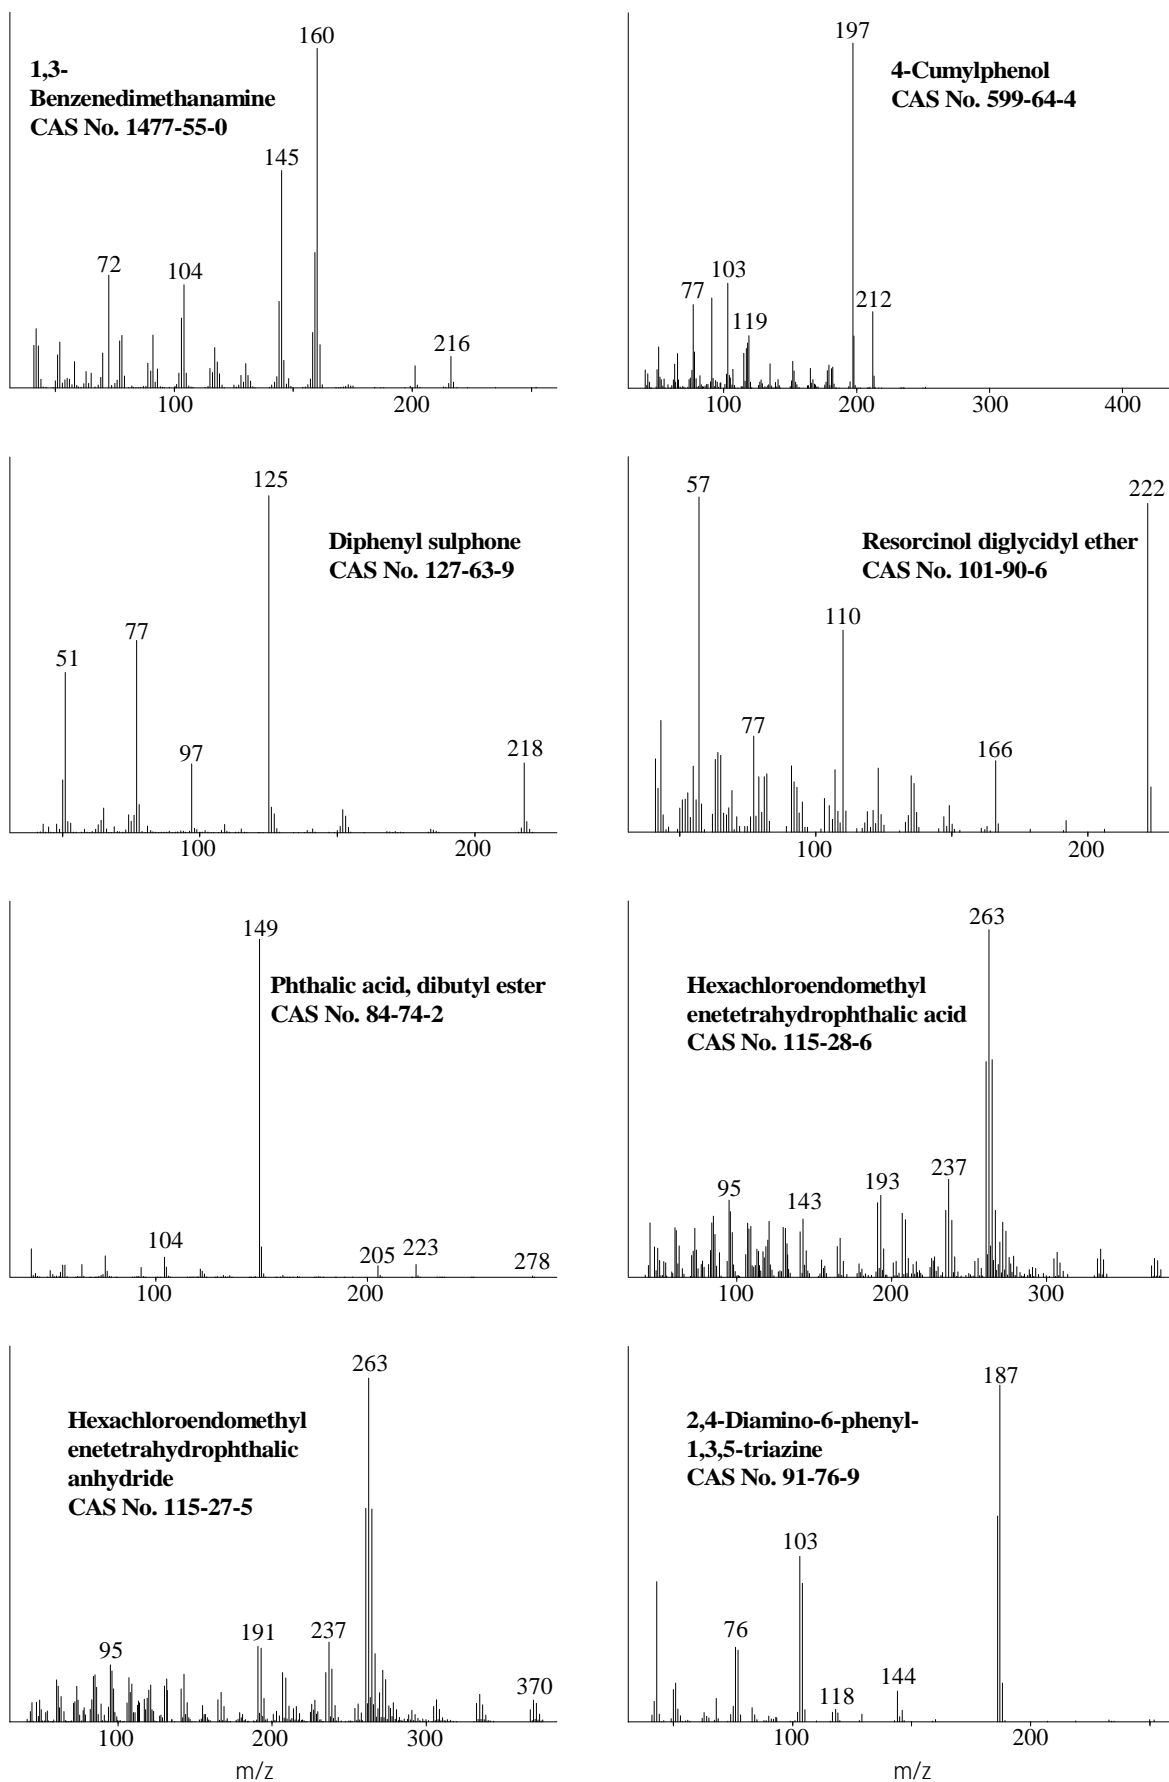 160
1,3-
Benzenedimethanamine
CAS No. 1477-55-0
145
72
104
216
100
200
197
4-Cumylphenol
CAS No. 599-64-4
103
77
119
212
100
200
300
400
125
Diphenyl sulphone
CAS No. 127-63-9
77
51
97
218
100
200
57
222
Resorcinol diglycidyl ether
CAS No. 101-90-6
110
77
166
100
200
149
Phthalic acid, dibutyl ester
CAS No. 84-74-2
104
205
223
278
100
200
263
Hexachloroendomethyl
enetetrahydrophthalic acid
CAS No. 115-28-6
95
143
193
237
100
200
300
263
Hexachloroendomethyl
enetetrahydrophthalic
anhydride
CAS No. 115-27-5
95
191
237
370
100
200
300
m/z
187
2,4-Diamino-6-phenyl-
1,3,5-triazine
CAS No. 91-76-9
103
76
118
144
100
200
m/z